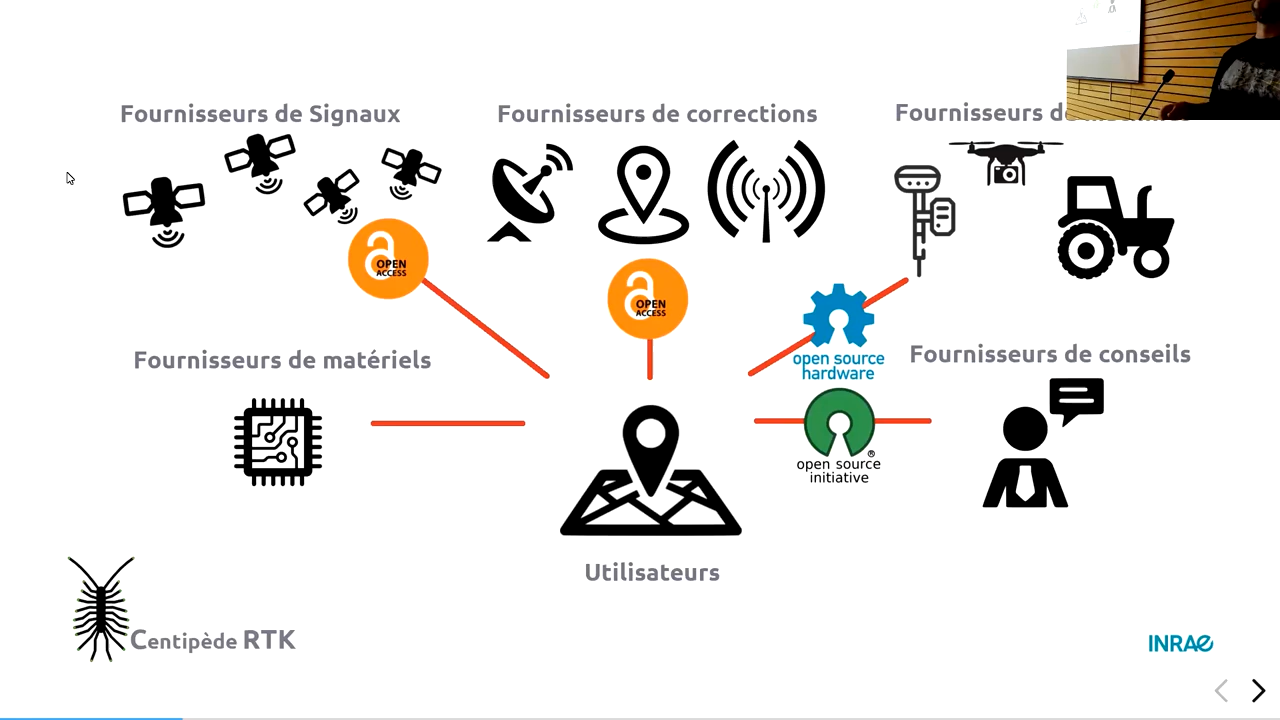 Fournisseurs de Signaux
Fournisseurs de corrections
Fournisseurs
OPEN
ACCESS
OPEN
ACCESS
open source
hardware
Fournisseurs de matériels
Fournisseurs de conseils
®
open source
initiative
Utilisateurs
Centipède RTK
INRAE